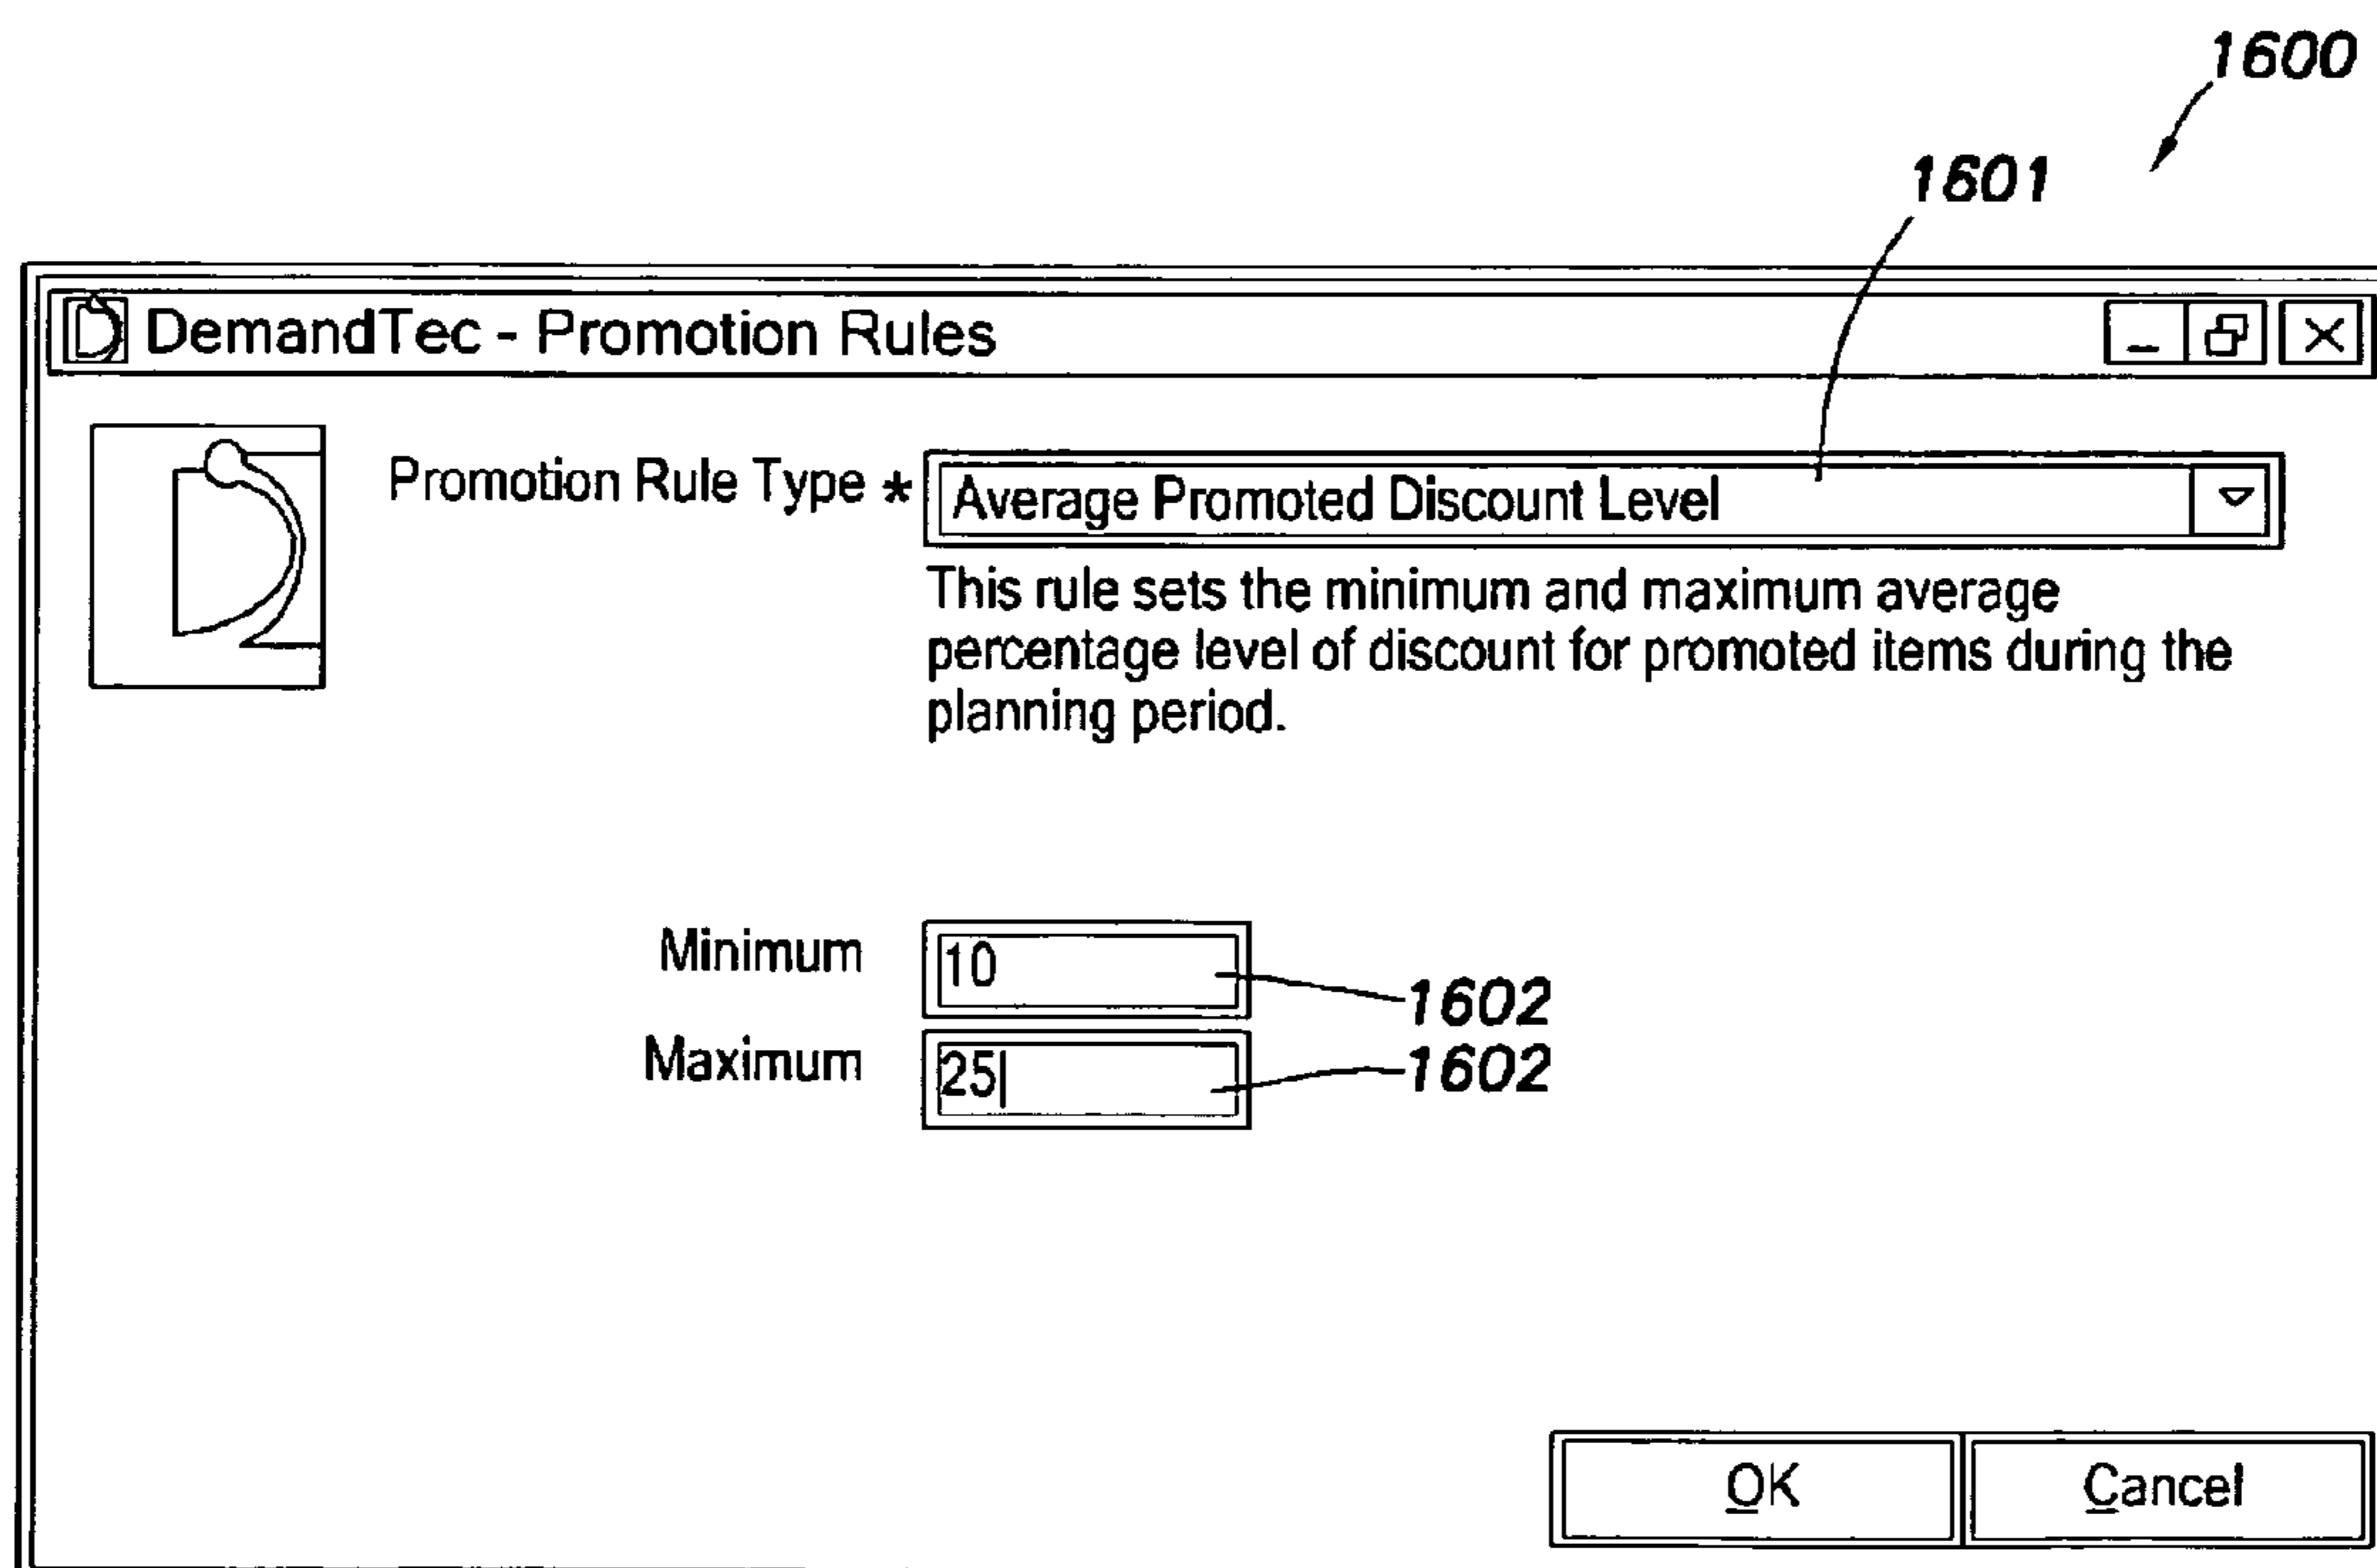 1600
1601
DemandTec - Promotion Rules
Promotion Rule Type * Average Promoted Discount Level
This rule sets the minimum and maximum average
percentage level of discount for promoted items during the
planning period.
Minimum 10
1602
Maximum 25
1602
OK Cancel